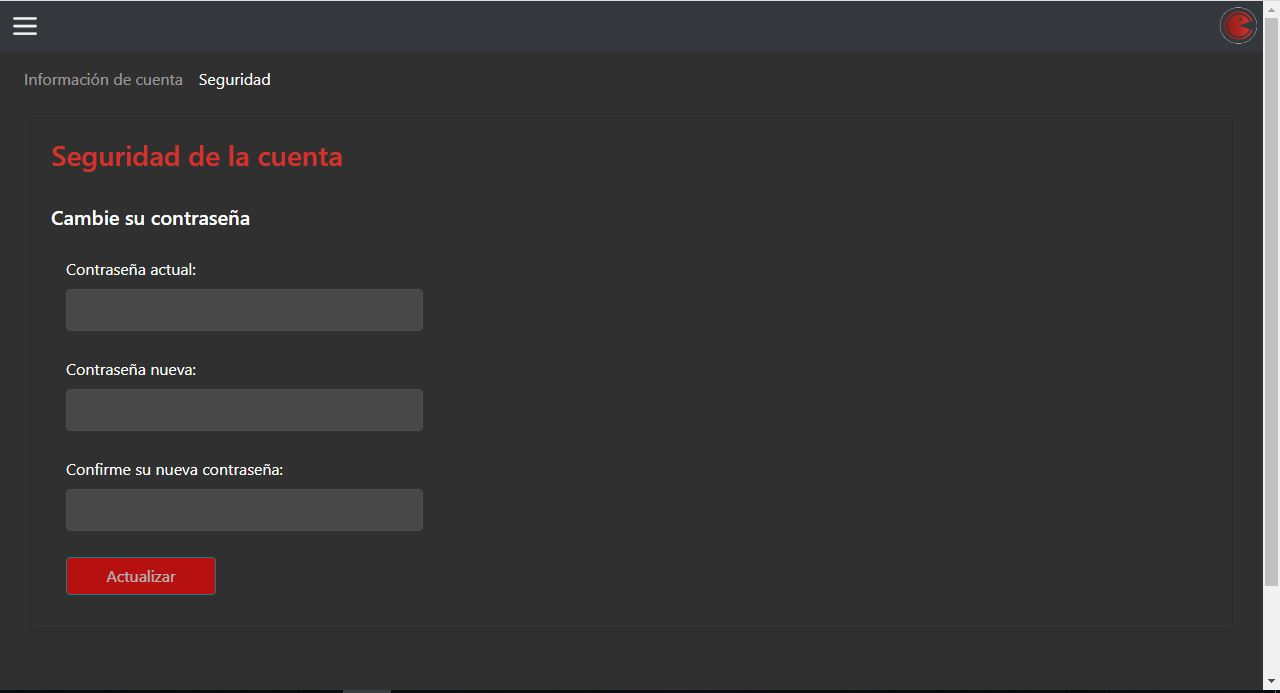 Información de cuenta Seguridad
Seguridad de la cuenta
Cambie su contraseña
Contraseña actual:
Contraseña nueva:
Confirme su nueva contraseña:
Actualizar